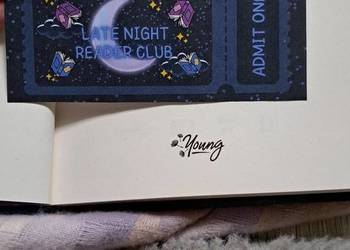 LATE NIGHT
READER CLUB
ADMIT ONE
Young